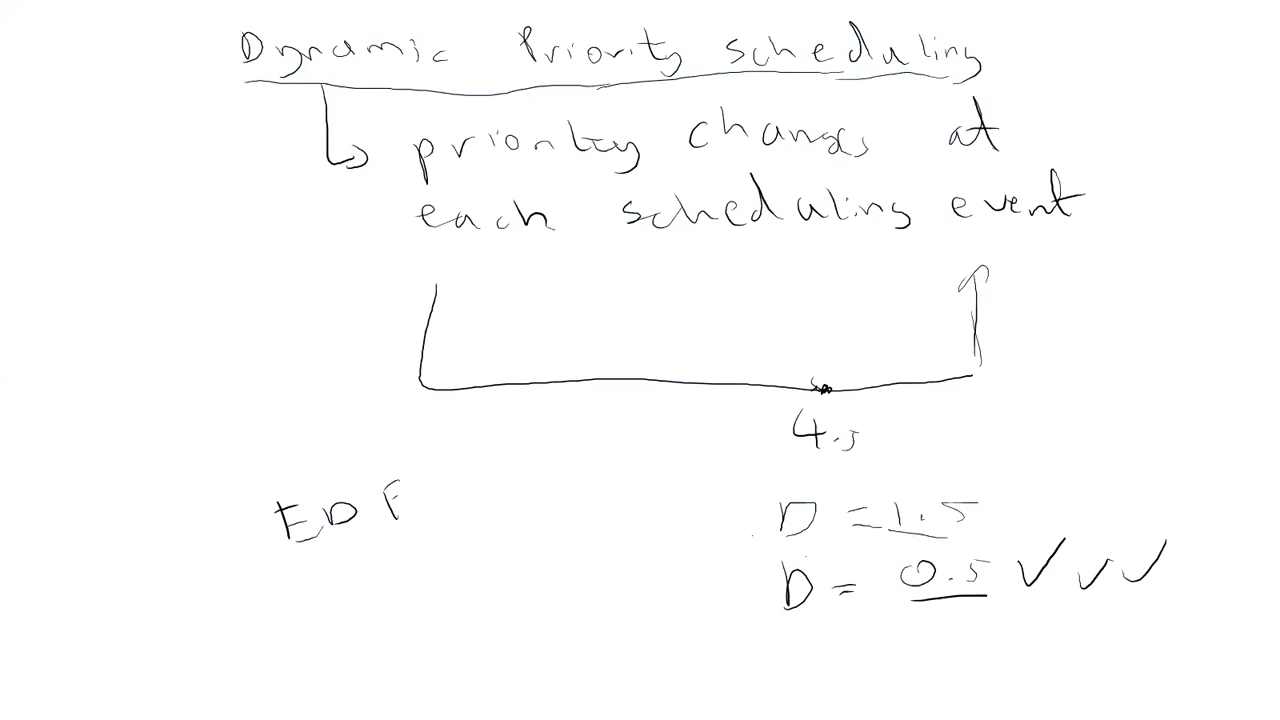 Dynamic Priority scheduling
priority changes at
each scheduling event
4.5
EDF
D = 1.5
D = 0.5 ✓ ✓ ✓